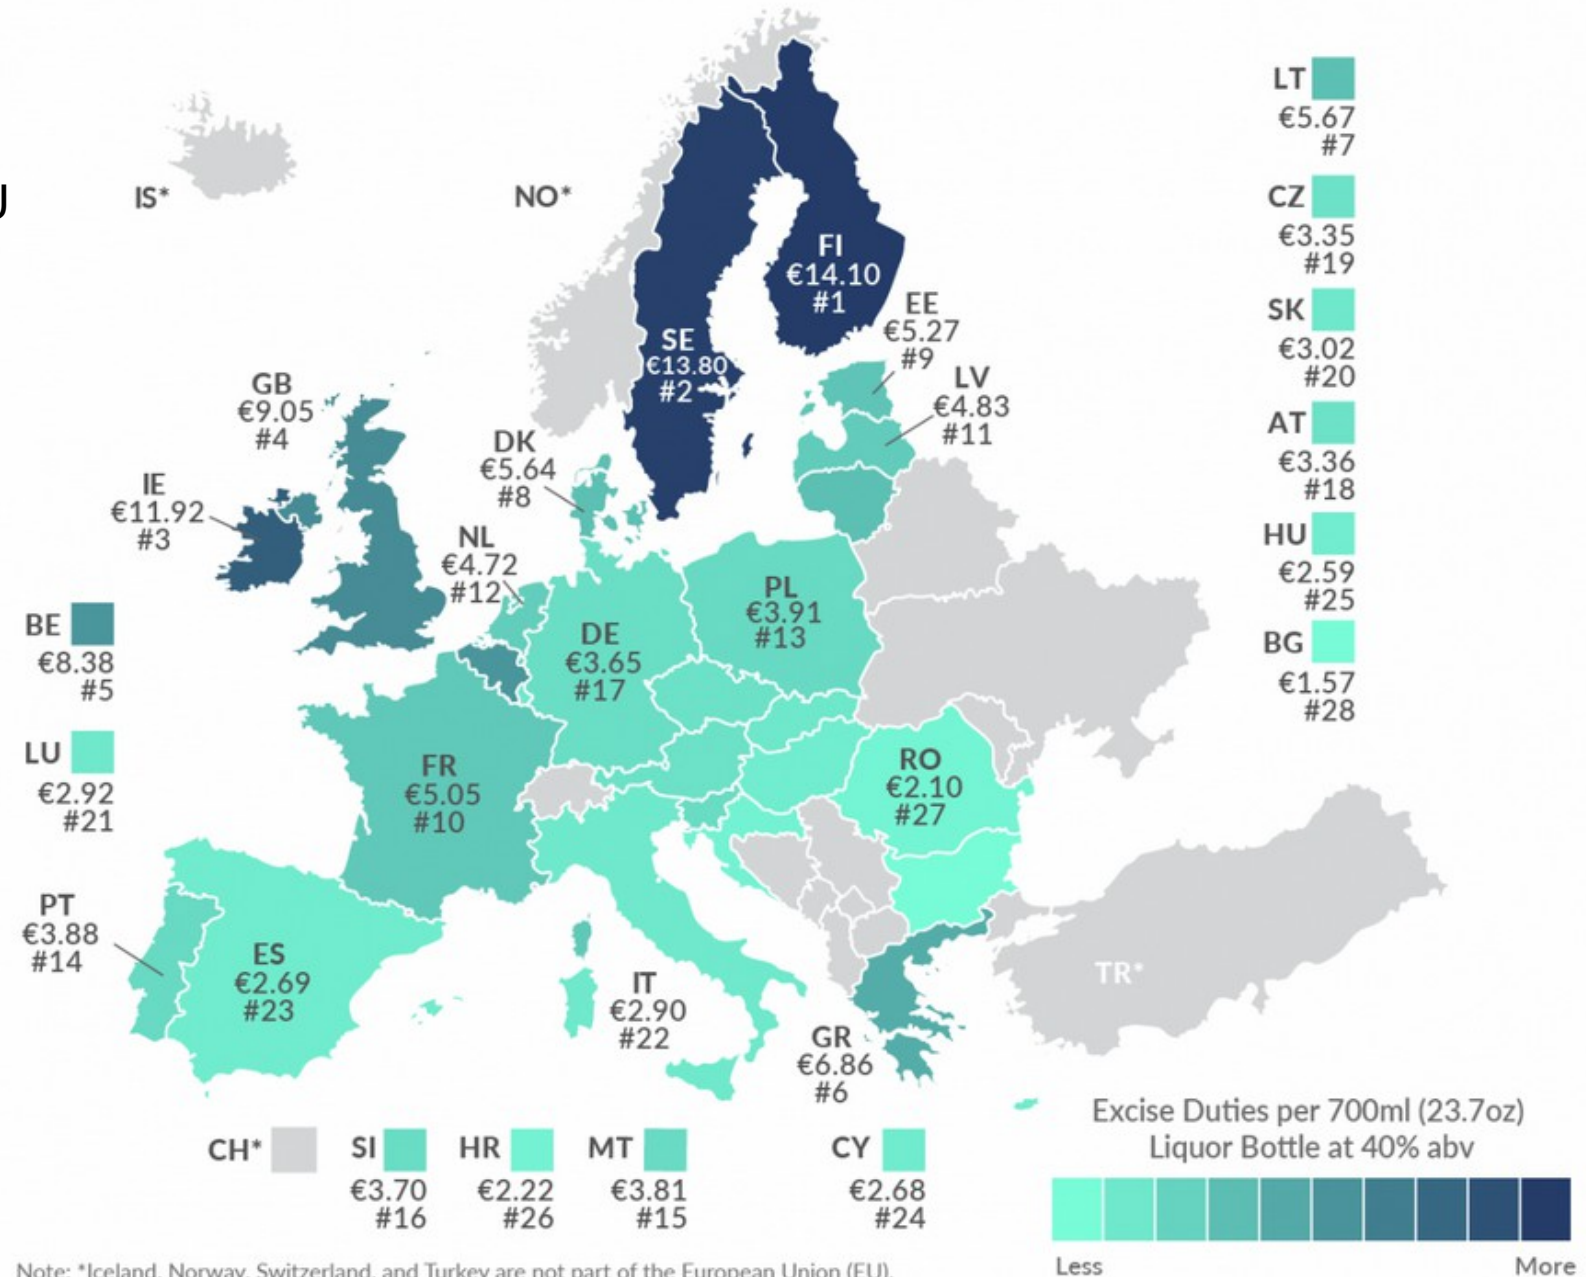 U
IS*
NO*
FI
€14.10
#1
SE
€13.80
#2
EE
€5.27
#9
LV
€4.83
#11
GB
€9.05
#4
DK
€5.64
#8
IE
€11.92
#3
NL
€4.72
#12
BE
€8.38
#5
LU
€2.92
#21
PL
€3.91
#13
DE
€3.65
#17
FR
€5.05
#10
RO
€2.10
#27
PT
€3.88
#14
ES
€2.69
#23
IT
€2.90
#22
GR
€6.86
#6
TR*
LT
€5.67
#7
CZ
€3.35
#19
SK
€3.02
#20
AT
€3.36
#18
HU
€2.59
#25
BG
€1.57
#28
CH*
SI
€3.70
#16
HR
€2.22
#26
MT
€3.81
#15
CY
€2.68
#24
Excise Duties per 700ml (23.7oz)
Liquor Bottle at 40% abv
Less
More
Note: *Iceland, Norway, Switzerland, and Turkey are not part of the European Union (EU).